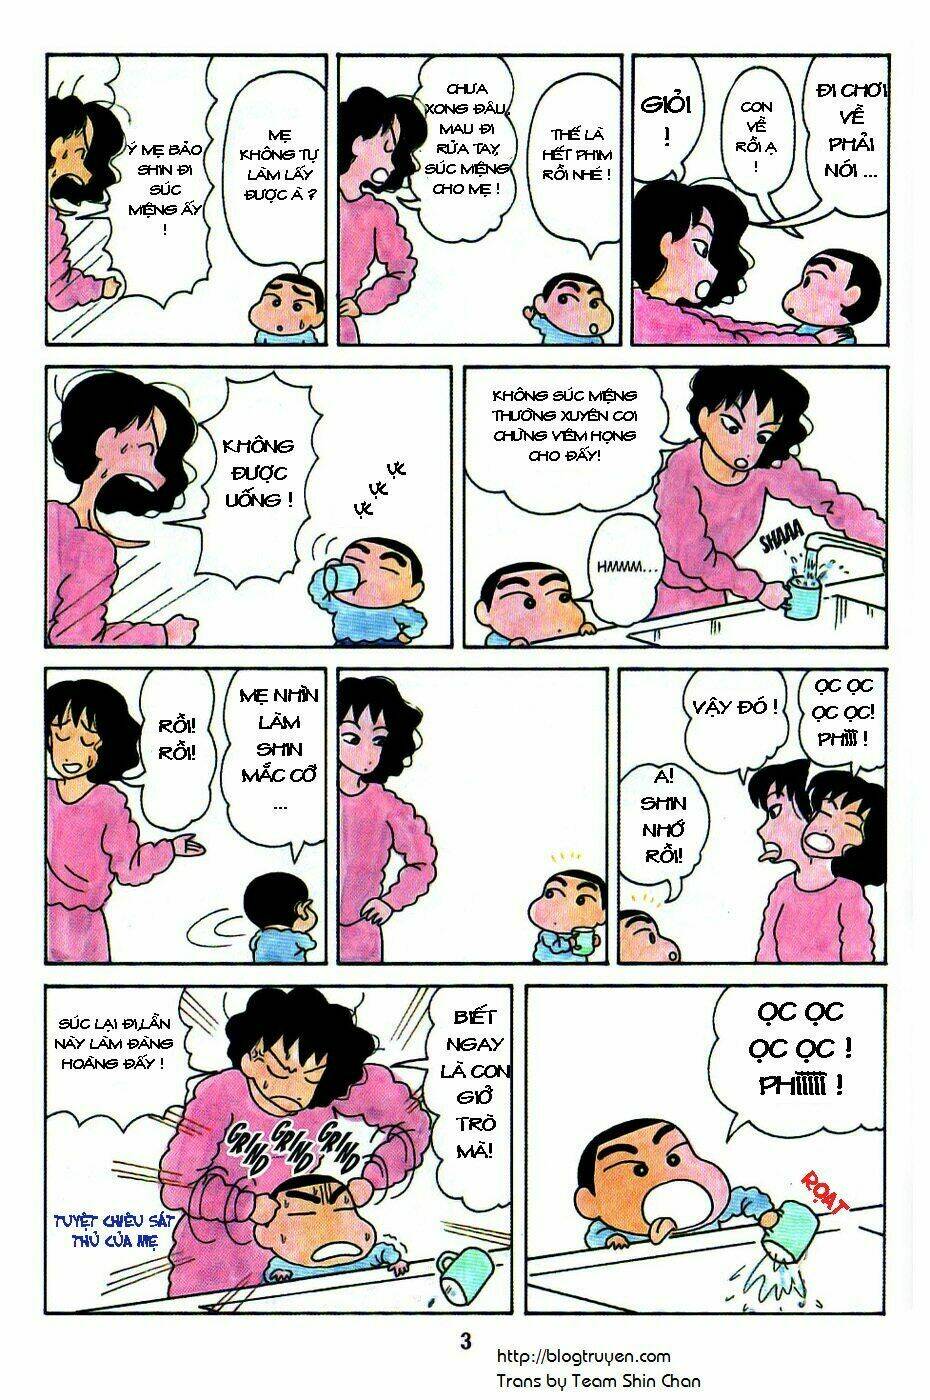 ĐI CHƠI
VỀ
PHẢI
NÓI ...
CON
VỀ
RỒI Ạ !
GIỎI
!
THẾ LÀ
HẾT PHIM
RỒI NHÉ !
CHƯA
XONG ĐÂU,
MAU ĐI
RỬA TAY,
SÚC MIỆNG
CHO MẸ !
MẸ
KHÔNG TỰ
LÀM LẤY
ĐƯỢC À ?
Ý MẸ BẢO
SHIN ĐI
SÚC
MIỆNG ẤY
!
KHÔNG SÚC MIỆNG
THƯỜNG XUYÊN COI
CHỪNG VIÊM HỌNG
CHO ĐẤY!
SHAAA
HMMM...
ỰC ỰC ỰC
KHÔNG
ĐƯỢC
UỐNG !
ỌC ỌC
ỌC ỌC!
PHÌÌÌÌ !
VẬY ĐÓ !
A!
SHIN
NHỚ
RỒI!
MẸ NHÌN
LÀM
SHIN
MẮC CỠ
...
RỒI!
RỒI!
ỌC ỌC
ỌC ỌC !
PHÌÌÌÌÌ !
RỌAT
BIẾT
NGAY
LÀ CON
GIỞ
TRÒ
MÀ!
SÚC LẠI ĐI,LẦN
NÀY LÀM ĐÀNG
HOÀNG ĐẤY !
GRIND GRIND GRIND
TUYỆT CHIÊU SÁT
THỦ CỦA MẸ
3
http://blogtruyen.com
Trans by Team Shin Chan